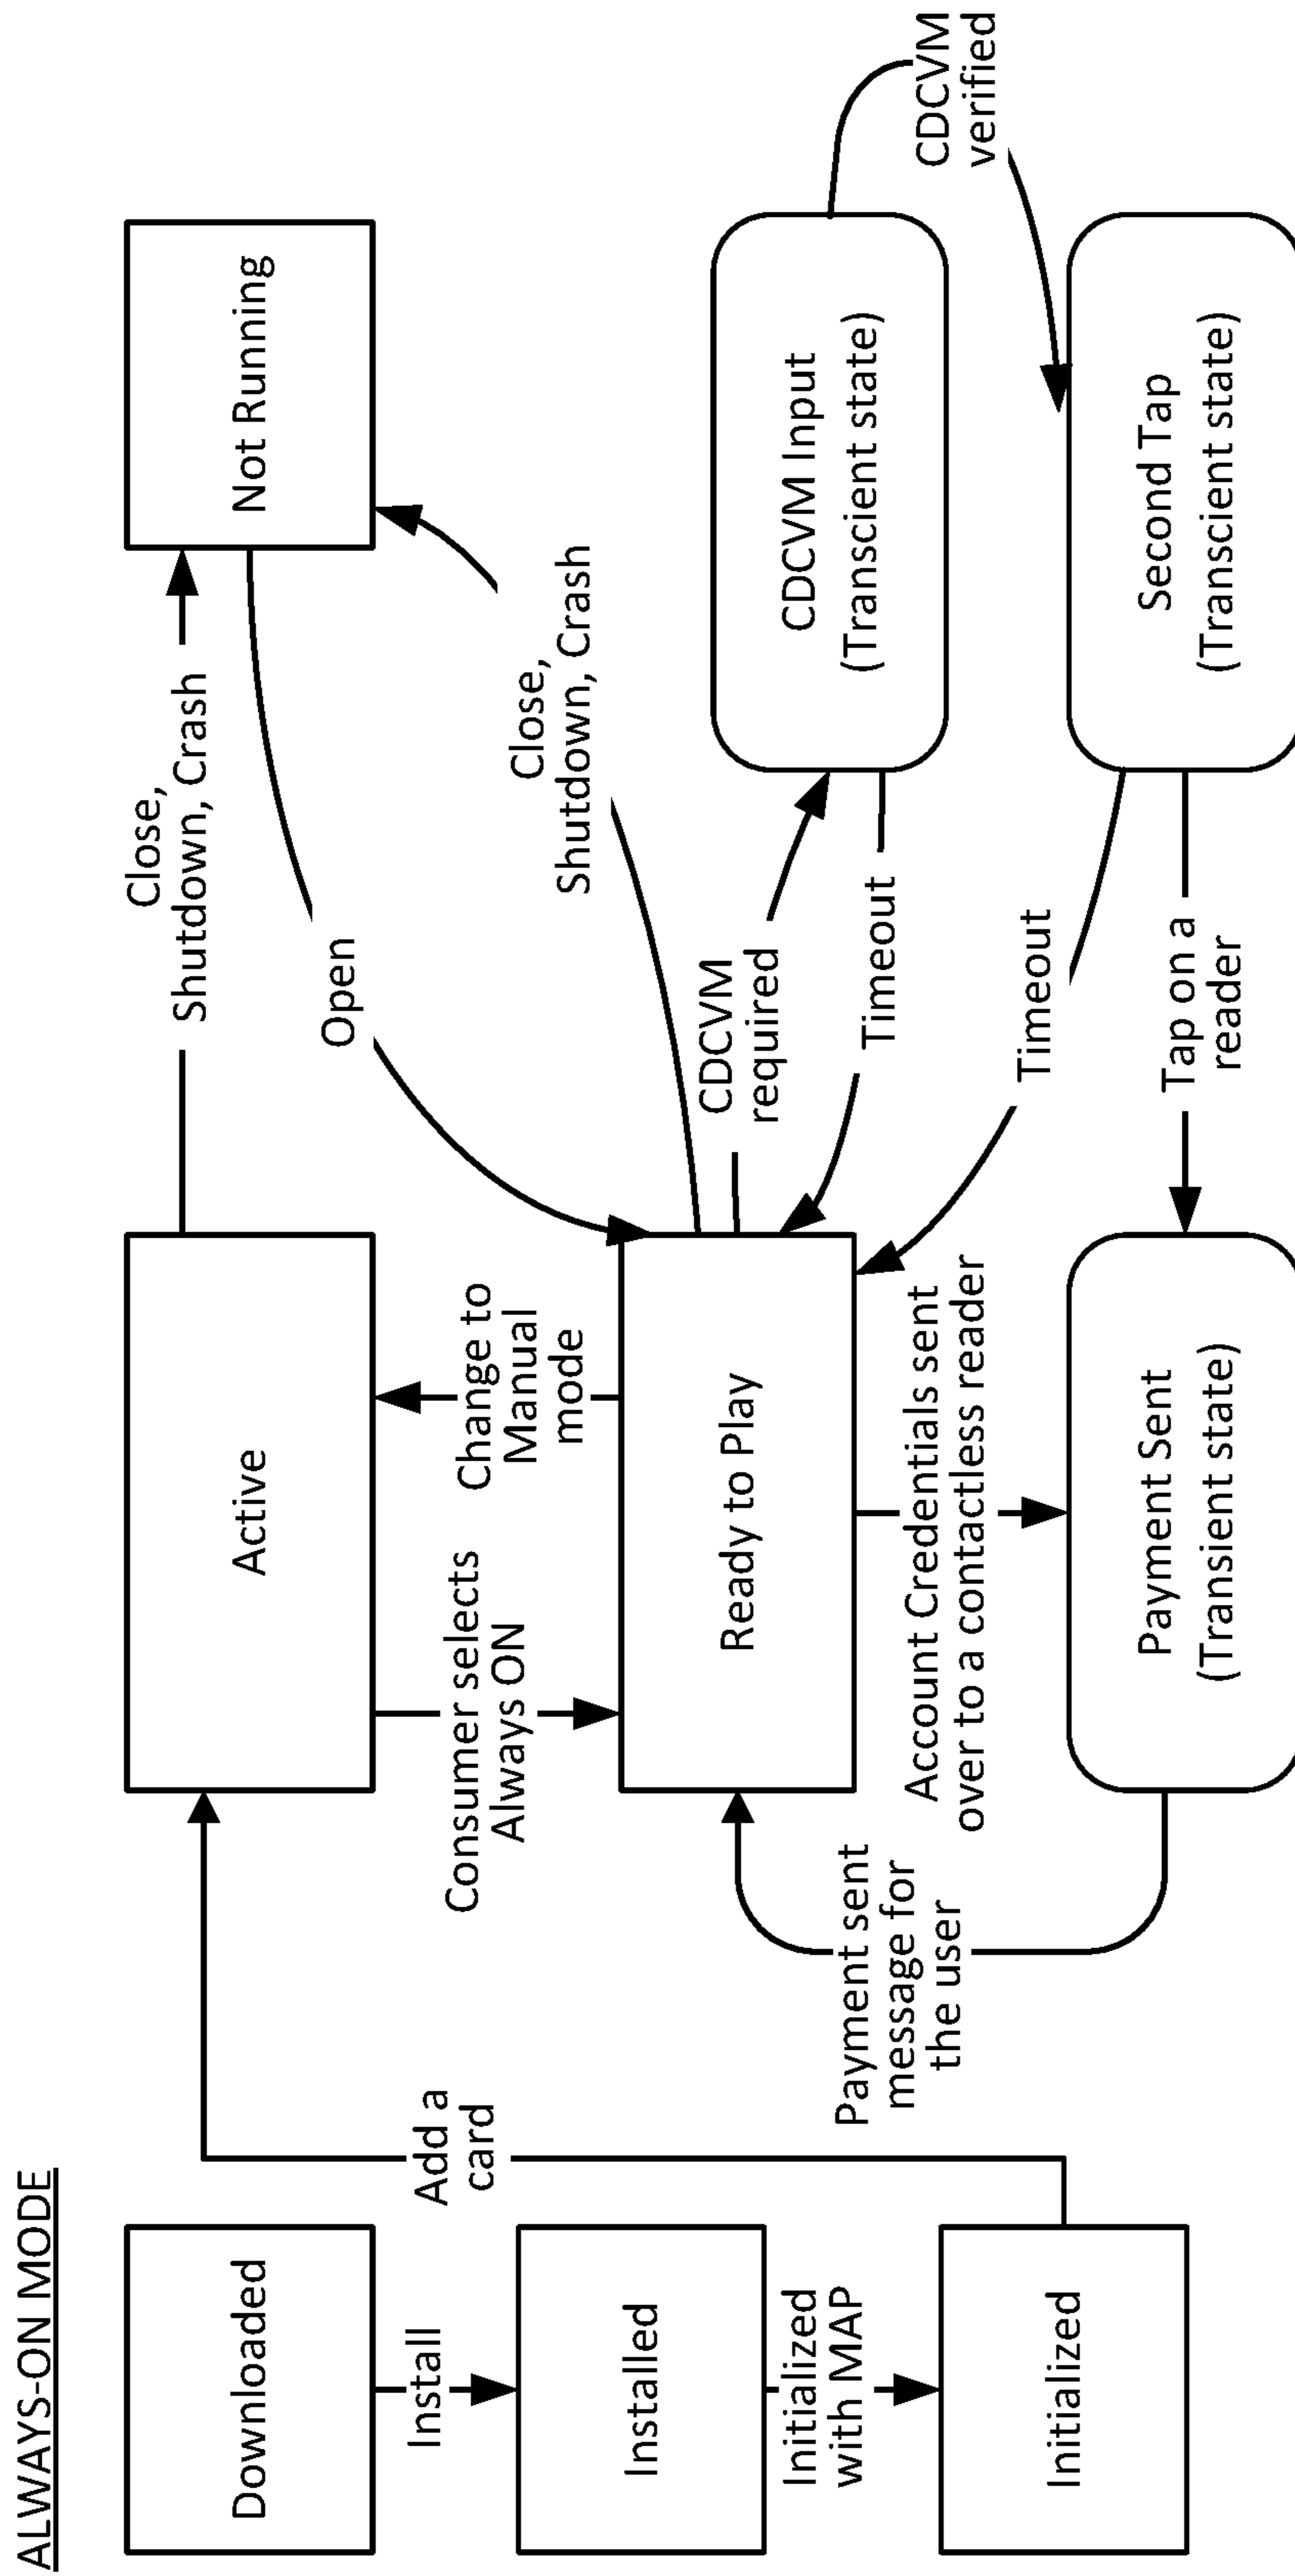 ALWAYS-ON MODE
Downloaded
Install
Installed
Initialized
with MAP
Initialized
Add a
card
Active
Close,
Shutdown, Crash
Not Running
Consumer selects
Always ON
Change to
Manual
mode
Open
Close,
Shutdown, Crash
Ready to Play
CDCVM
required
Timeout
CDCVM Input
(Transcient state)
CDCVM
verified
Payment sent
message for
the user
Account Credentials sent
over to a contactless reader
Timeout
Payment Sent
(Transient state)
Tap on a
reader
Second Tap
(Transcient state)